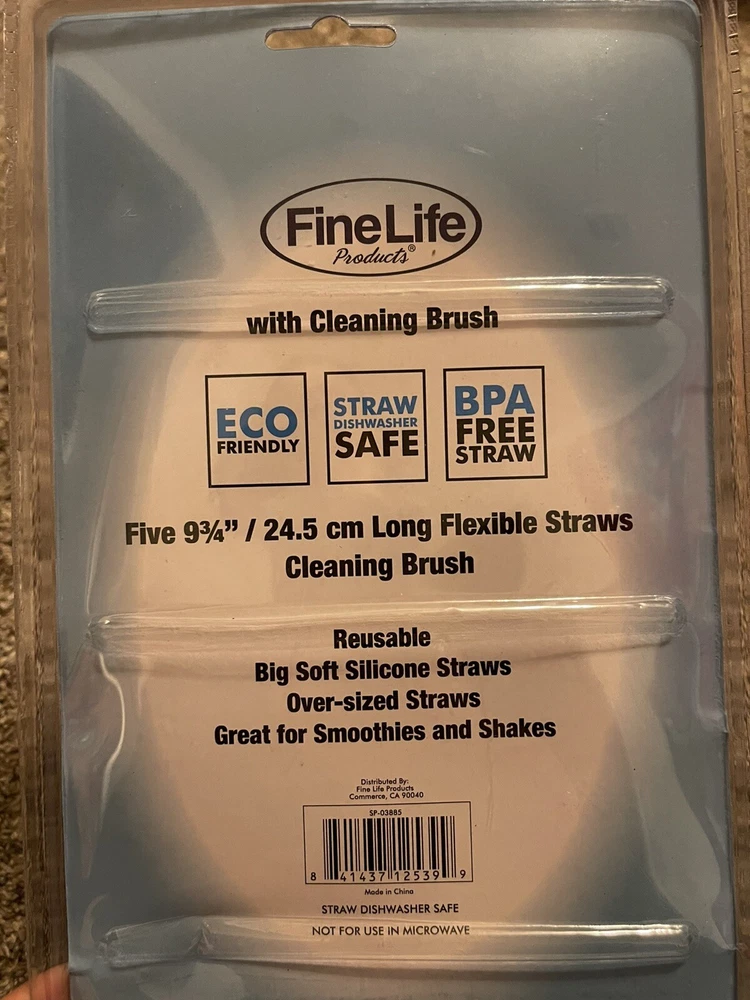 FineLife
Products®
with Cleaning Brush
ECO
FRIENDLY
STRAW
DISHWASHER
SAFE
BPA
FREE
STRAW
Five 9¾” / 24.5 cm Long Flexible Straws
Cleaning Brush
Reusable
Big Soft Silicone Straws
Over-sized Straws
Great for Smoothies and Shakes
Distributed By:
Fine Life Products
Commerce, CA 90040
SP-03885
8 41437 12539 9
Made in China
STRAW DISHWASHER SAFE
NOT FOR USE IN MICROWAVE